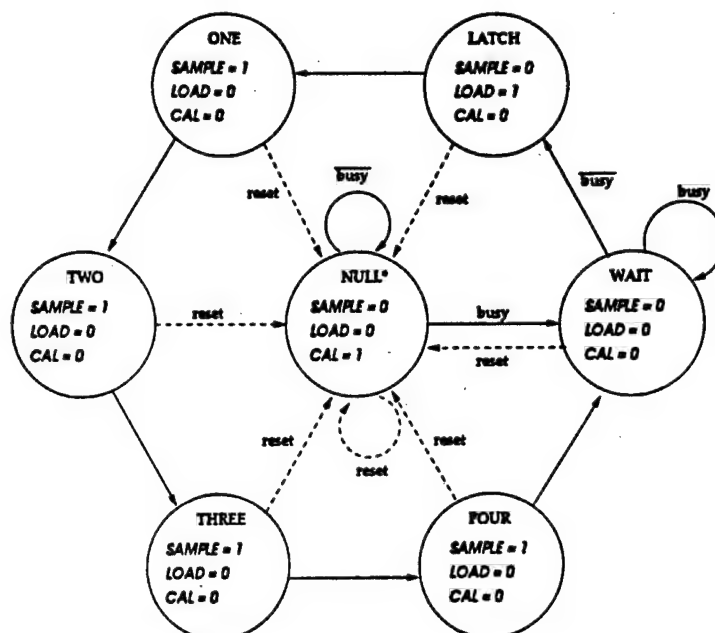 ONE
SAMPLE = 1
LOAD = 0
CAL = 0
LATCH
SAMPLE = 0
LOAD = 1
CAL = 0
reset
busy
reset
busy
busy
TWO
SAMPLE = 1
LOAD = 0
CAL = 0
reset
NULL*
SAMPLE = 0
LOAD = 0
CAL = 1
busy
reset
WAIT
SAMPLE = 0
LOAD = 0
CAL = 0
reset
reset
reset
THREE
SAMPLE = 1
LOAD = 0
CAL = 0
FOUR
SAMPLE = 1
LOAD = 0
CAL = 0